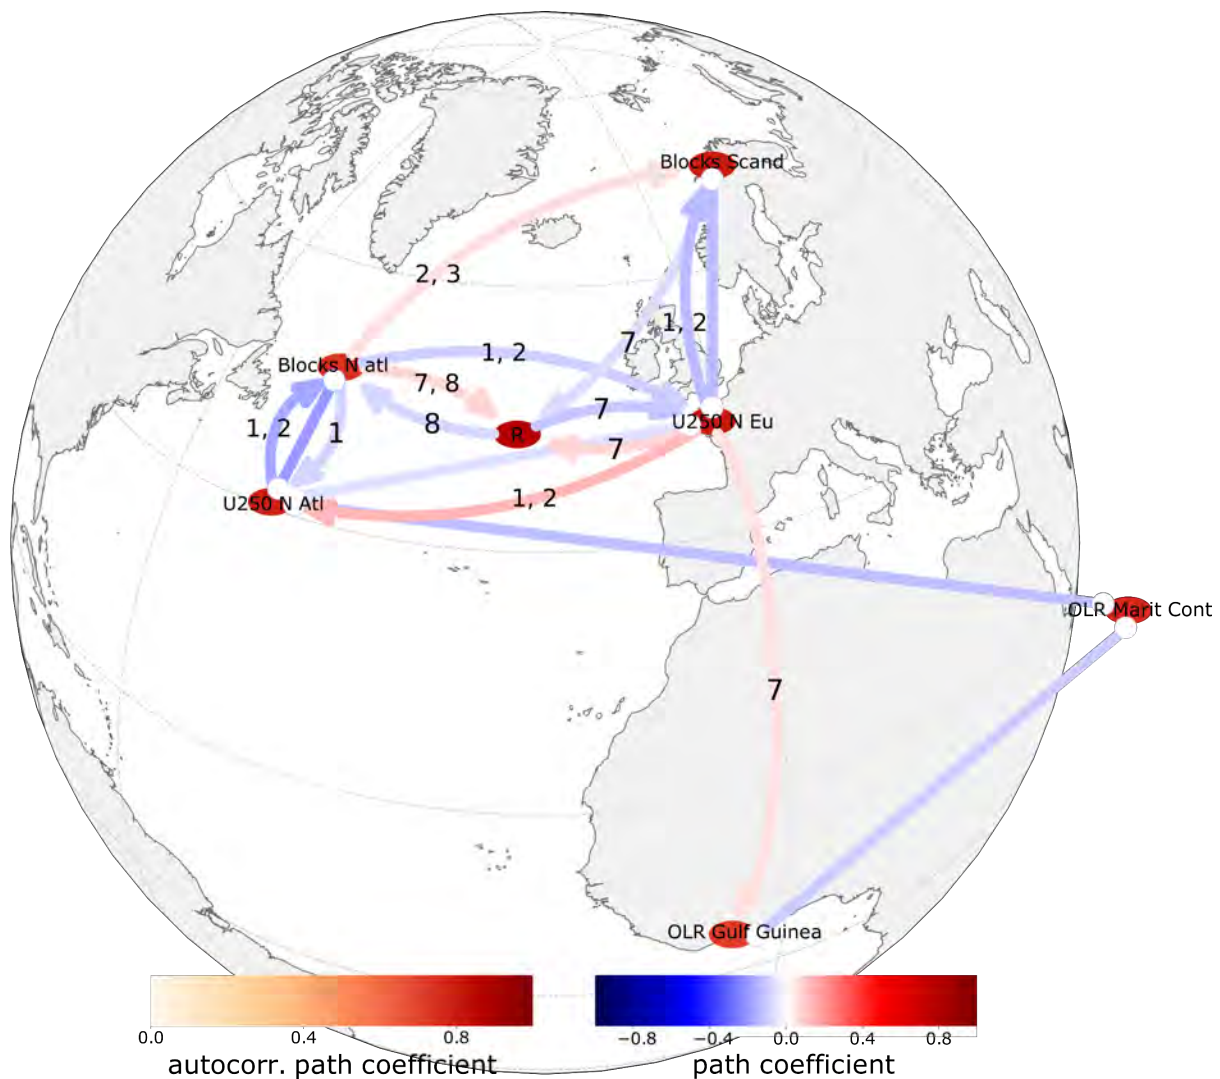 Blocks Scand
2, 3
1, 2
7
1, 2
Blocks N atl
7, 8
8
7
U250 N Eu
1, 2
1
R
7
U250 N Atl
1, 2
OLR Marit Cont
7
OLR Gulf Guinea
0.0
0.4
0.8
autocorr. path coefficient
−0.8
−0.4
0.0
0.4
0.8
path coefficient